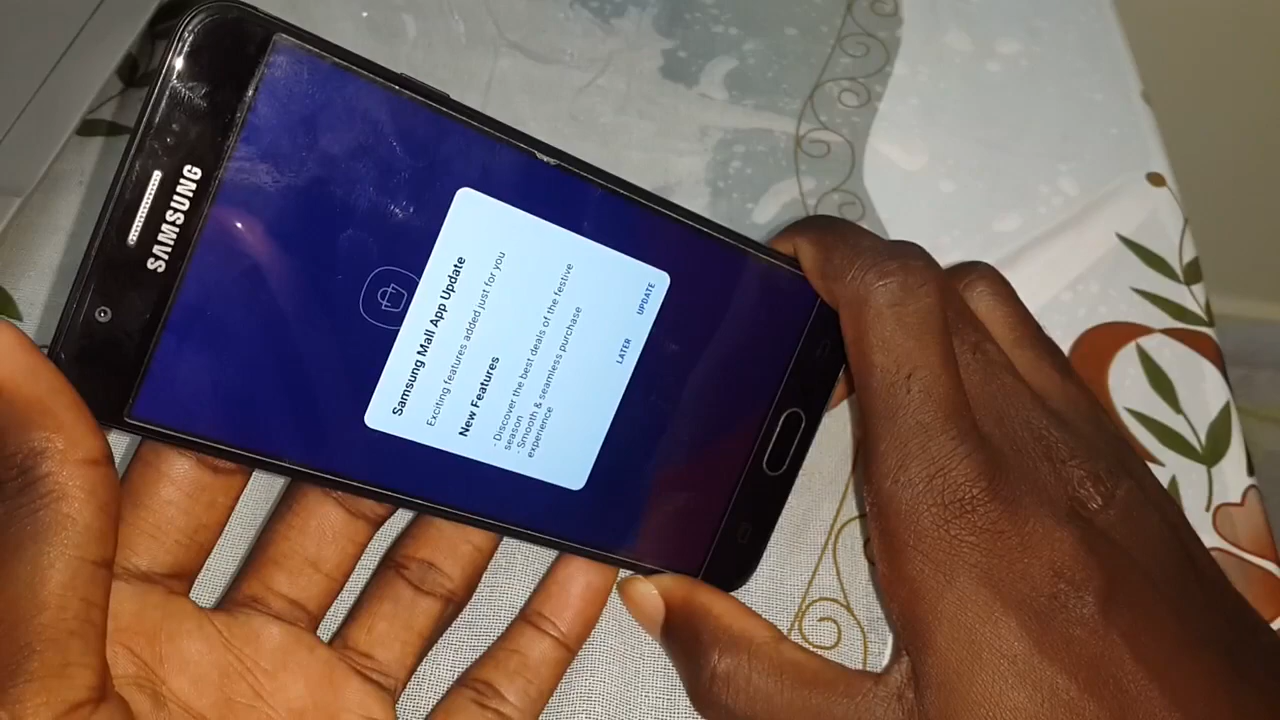 SAMSUNG
Samsung Mall App Update
Exciting features added just for you
New Features
- Discover the best deals of the festive
season
- Smooth & seamless purchase
experience
LATER
UPDATE